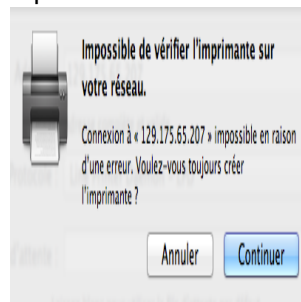 Impossible de vérifier l'imprimante sur
votre réseau.
Connexion à « 129.175.65.207 » impossible en raison
d'une erreur. Voulez-vous toujours créer
l'imprimante ?
Annuler
Continuer